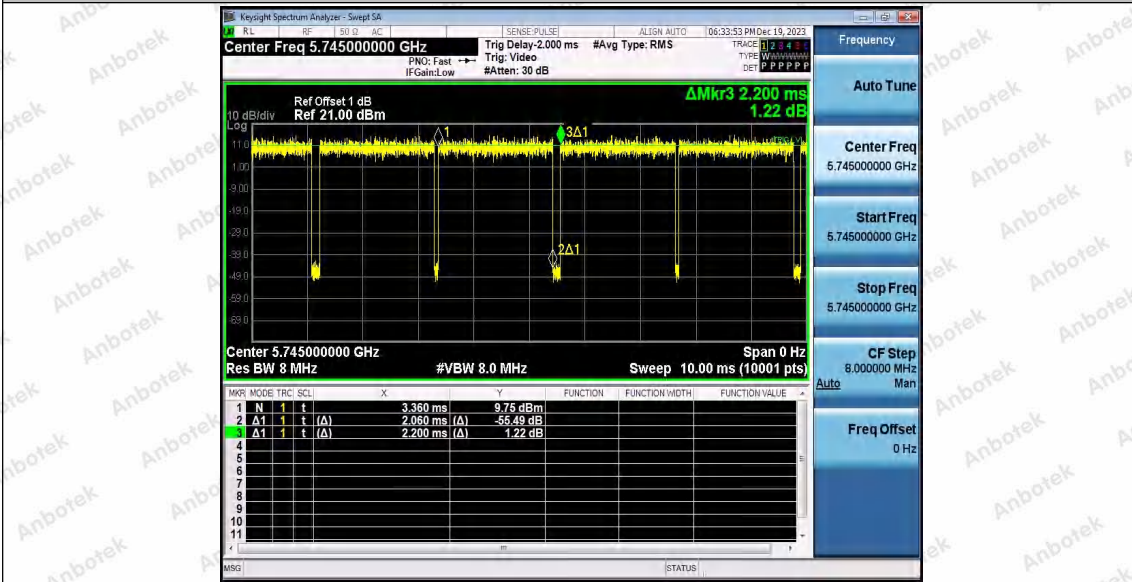 Keysight Spectrum Analyzer - Swept SA
RL RF 50 Ω AC SENSE:PULSE ALIGN AUTO 06:33:53 PM Dec 19, 2023
Center Freq 5.745000000 GHz
PNO: Fast
IFGain:Low
Trig Delay-2.000 ms
Trig: Video
#Atten: 30 dB
#Avg Type: RMS
TRACE 1 2 3 4 5 6
TYPE WWWWWW
DET P P P P P P
Frequency
Auto Tune
Center Freq
5.745000000 GHz
Start Freq
5.745000000 GHz
Stop Freq
5.745000000 GHz
CF Step
8.000000 MHz
Auto Man
Freq Offset
0 Hz
ΔMkr3 2.200 ms
1.22 dB
Ref Offset 1 dB
10 dB/div Ref 21.00 dBm
Log
11.0
1.00
-9.00
-19.0
-29.0
-39.0
-49.0
-59.0
-69.0
1
3Δ1
2Δ1
Center 5.745000000 GHz Span 0 Hz
Res BW 8 MHz #VBW 8.0 MHz Sweep 10.00 ms (10001 pts)
MKR MODE TRC SCL X Y FUNCTION FUNCTION WIDTH FUNCTION VALUE
1 N 1 t 3.360 ms 9.75 dBm
2 Δ1 1 t (Δ) 2.060 ms (Δ) -55.49 dB
3 Δ1 1 t (Δ) 2.200 ms (Δ) 1.22 dB
4
5
6
7
8
9
10
11
MSG STATUS
Anbotek